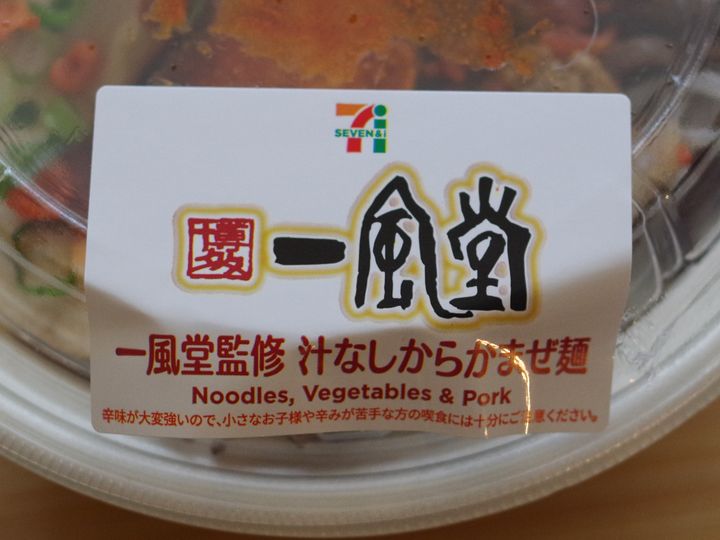 SEVEN&i
博多 一風堂
一風堂監修 汁なしからかまぜ麺
Noodles, Vegetables & Pork
辛味が大変強いので、小さなお子様や辛みが苦手な方の喫食には十分にご注意ください。